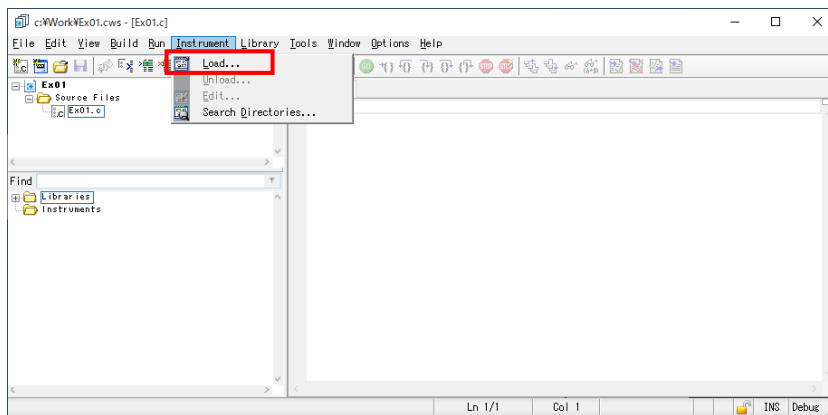 c:¥Work¥Ex01.cws - [Ex01.c]
File Edit View Build Run Instrument Library Tools Window Options Help
Load...
Unload...
Edit...
Search Directories...
Ex01
Source Files
Ex01.c
Find
Libraries
Instruments
Ln 1/1 Col 1 INS Debug